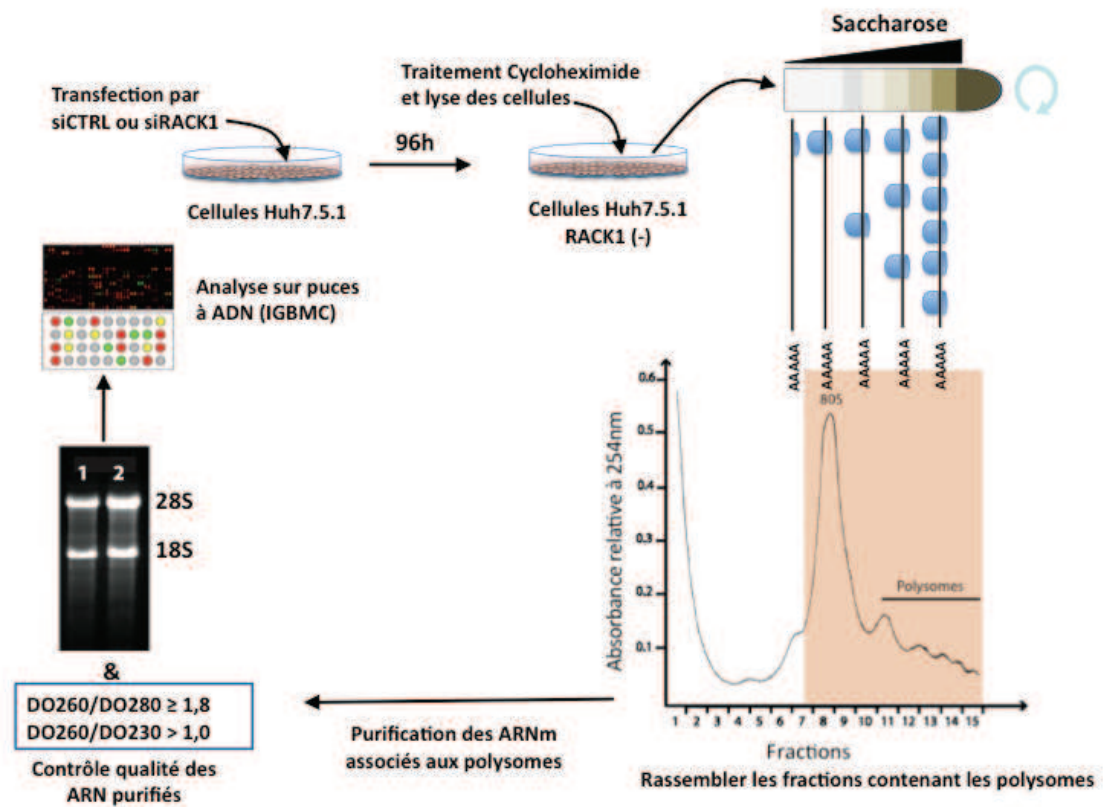 Saccharose
Transfection par
siCTRL ou siRACK1
96h
Traitement Cycloheximide
et lyse des cellules
Cellules Huh7.5.1
Cellules Huh7.5.1
RACK1 (-)
Analyse sur puces
à ADN (IGBMC)
AAAAA
AAAAA
AAAAA
AAAAA
AAAAA
1 2
28S
18S
&
DO260/DO280 ≥ 1,8
DO260/DO230 > 1,0
Contrôle qualité des
ARN purifiés
Purification des ARNm
associés aux polysomes
Absorbance relative à 254nm
0.6
0.5
0.4
0.3
0.2
0.1
80S
Polysomes
1 2 3 4 5 6 7 8 9 10 11 12 13 14 15
Fractions
Rassembler les fractions contenant les polysomes